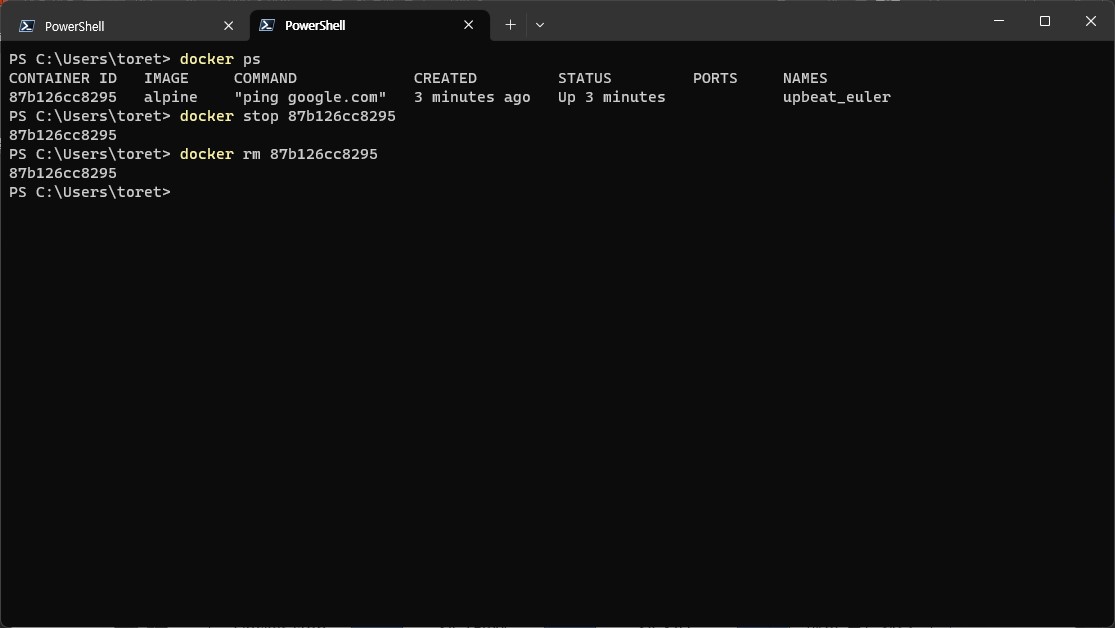 PowerShell
PowerShell
PS C:\Users\toret> docker ps
CONTAINER ID   IMAGE     COMMAND             CREATED         STATUS         PORTS     NAMES
87b126cc8295   alpine    "ping google.com"   3 minutes ago   Up 3 minutes             upbeat_euler
PS C:\Users\toret> docker stop 87b126cc8295
87b126cc8295
PS C:\Users\toret> docker rm 87b126cc8295
87b126cc8295
PS C:\Users\toret>